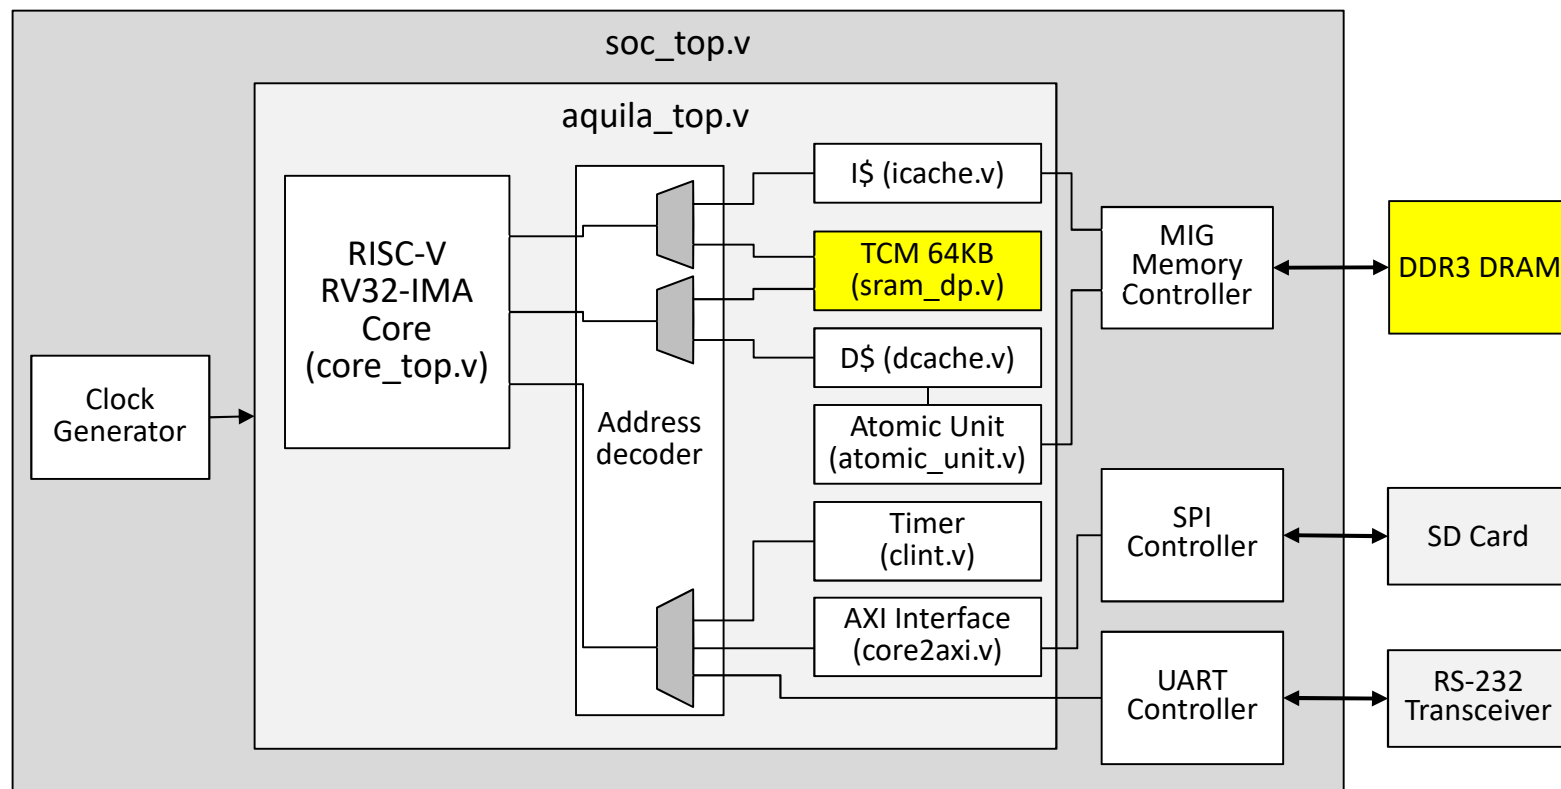 soc_top.v
aquila_top.v
I$ (icache.v)
RISC-V
RV32-IMA
Core
(core_top.v)
TCM 64KB
(sram_dp.v)
MIG
Memory
Controller
DDR3 DRAM
D$ (dcache.v)
Clock
Generator
Address
decoder
Atomic Unit
(atomic_unit.v)
Timer
(clint.v)
SPI
Controller
SD Card
AXI Interface
(core2axi.v)
UART
Controller
RS-232
Transceiver